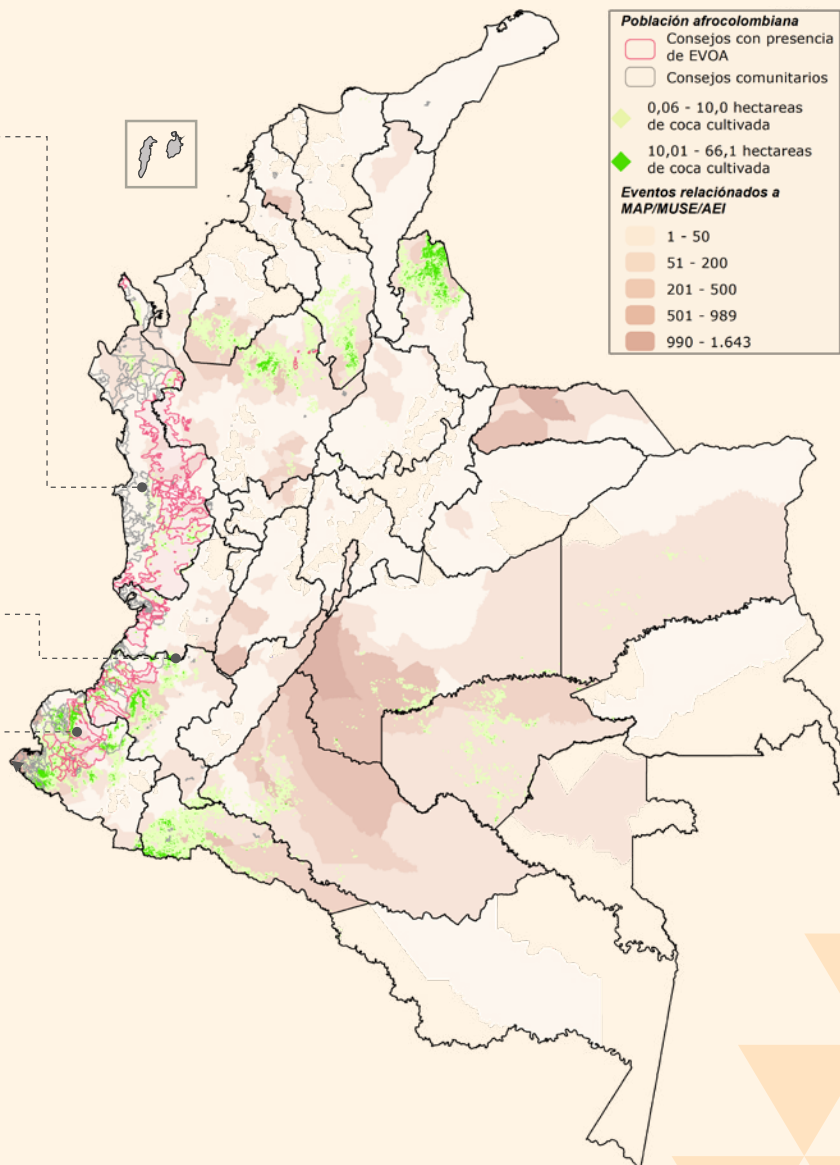 Población afrocolombiana
Consejos con presencia
de EVOA
Consejos comunitarios
0,06 - 10,0 hectareas
de coca cultivada
10,01 - 66,1 hectareas
de coca cultivada
Eventos relaciónados a
MAP/MUSE/AEI
1 - 50
51 - 200
201 - 500
501 - 989
990 - 1.643